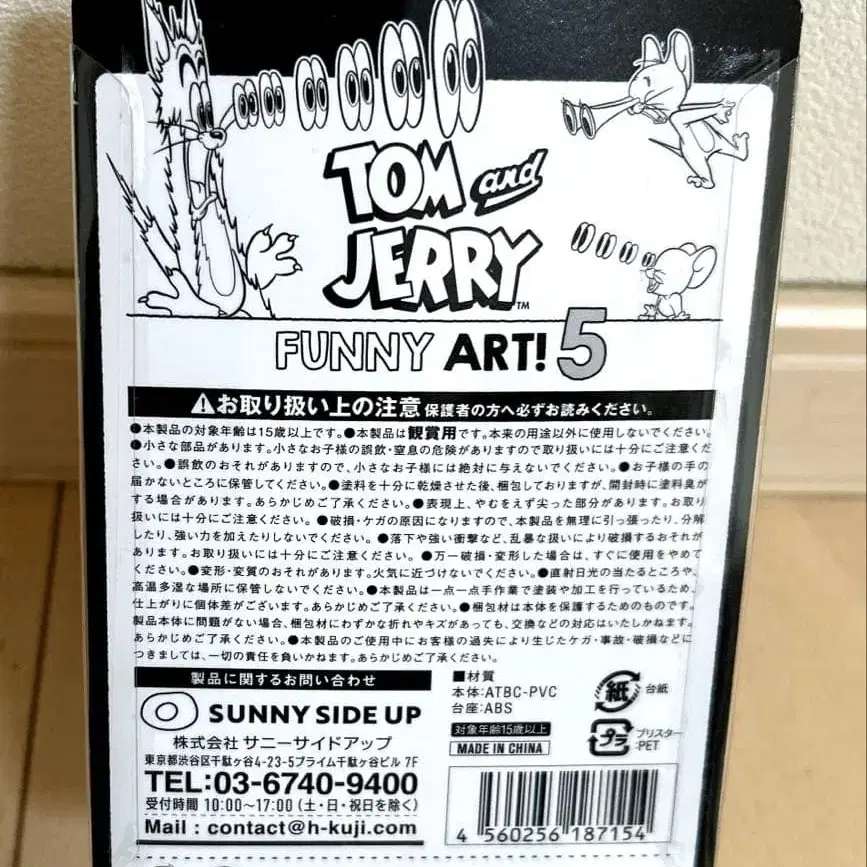 TOM and
JERRY™
FUNNY ART! 5
⚠お取り扱い上の注意 保護者の方へ必ずお読みください。
●本製品の対象年齢は15歳以上です。●本製品は観賞用です。本来の用途以外に使用しないでください。
●小さな部品があります。小さなお子様の誤飲・窒息の危険がありますので取り扱いには十分にご注意くだ
さい。●誤飲のおそれがありますので、小さなお子様には絶対に与えないでください。●お子様の手の
届かないところに保管してください。●塗料を十分に乾燥させた後、梱包しておりますが、開封時に塗料臭が
する場合があります。あらかじめご了承ください。●表現上、やむをえず尖った部分があります。お取り
扱いには十分にご注意ください。●破損・ケガの原因になりますので、本製品を無理に引っ張ったり、分解
したり、強い力を加えたりしないでください。●落下や強い衝撃など、乱暴な扱いにより破損するおそれが
あります。お取り扱いには十分にご注意ください。●万一破損・変形した場合は、すぐに使用をやめて
ください。●変形・変質のおそれがあります。火気に近づけないでください。●直射日光の当たるところや、
高温多湿な場所に保管しないでください。●本製品は一点一点手作業で塗装や加工を行っているため、
仕上がりに個体差がございます。あらかじめご了承ください。●梱包材は本体を保護するためのものです。
製品本体に問題がない場合、梱包材にわずかな折れやキズがあっても、交換などの対応はいたしかねます。
あらかじめご了承ください。●本製品のご使用中にお客様の過失により生じたケガ・事故・破損などに
つきましては、一切の責任を負いかねます。あらかじめご了承ください。
製品に関するお問い合わせ
SUNNY SIDE UP
株式会社 サニーサイドアップ
東京都渋谷区千駄ヶ谷4-23-5プライム千駄ヶ谷ビル 7F
TEL:03-6740-9400
受付時間 10:00~17:00（土・日・祝日を除く）
Mail : contact@h-kuji.com
■材質
本体:ATBC-PVC
台座:ABS
対象年齢15歳以上
MADE IN CHINA
紙 台紙
プラ ブリスター
:PET
4 560256 187154